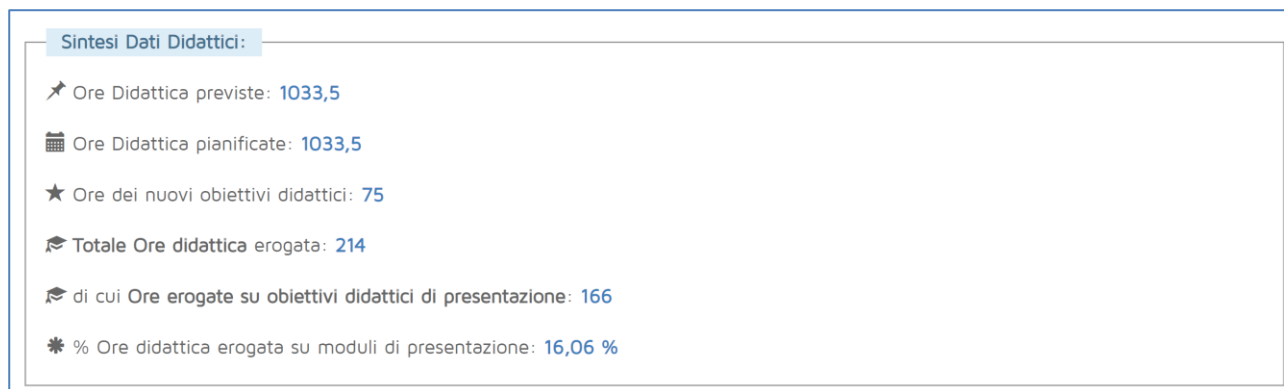 Sintesi Dati Didattici:
Ore Didattica previste: 1033,5
Ore Didattica pianificate: 1033,5
Ore dei nuovi obiettivi didattici: 75
Totale Ore didattica erogata: 214
di cui Ore erogate su obiettivi didattici di presentazione: 166
% Ore didattica erogata su moduli di presentazione: 16,06 %